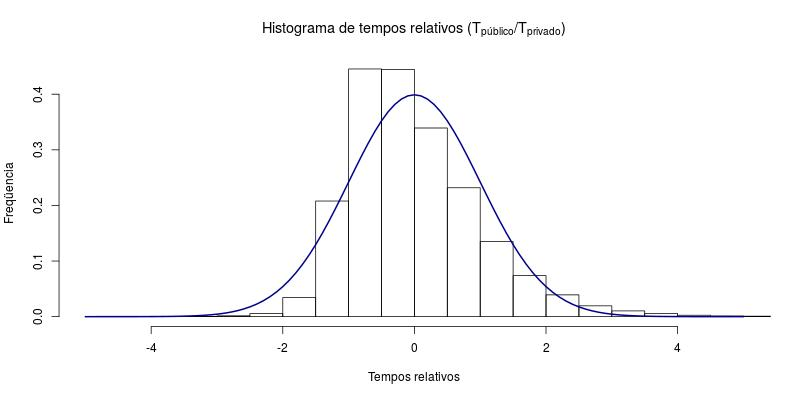 Histograma de tempos relativos (Tpúblico/Tprivado)
Freqüencia
0.0 0.1 0.2 0.3 0.4
-4 -2 0 2 4
Tempos relativos